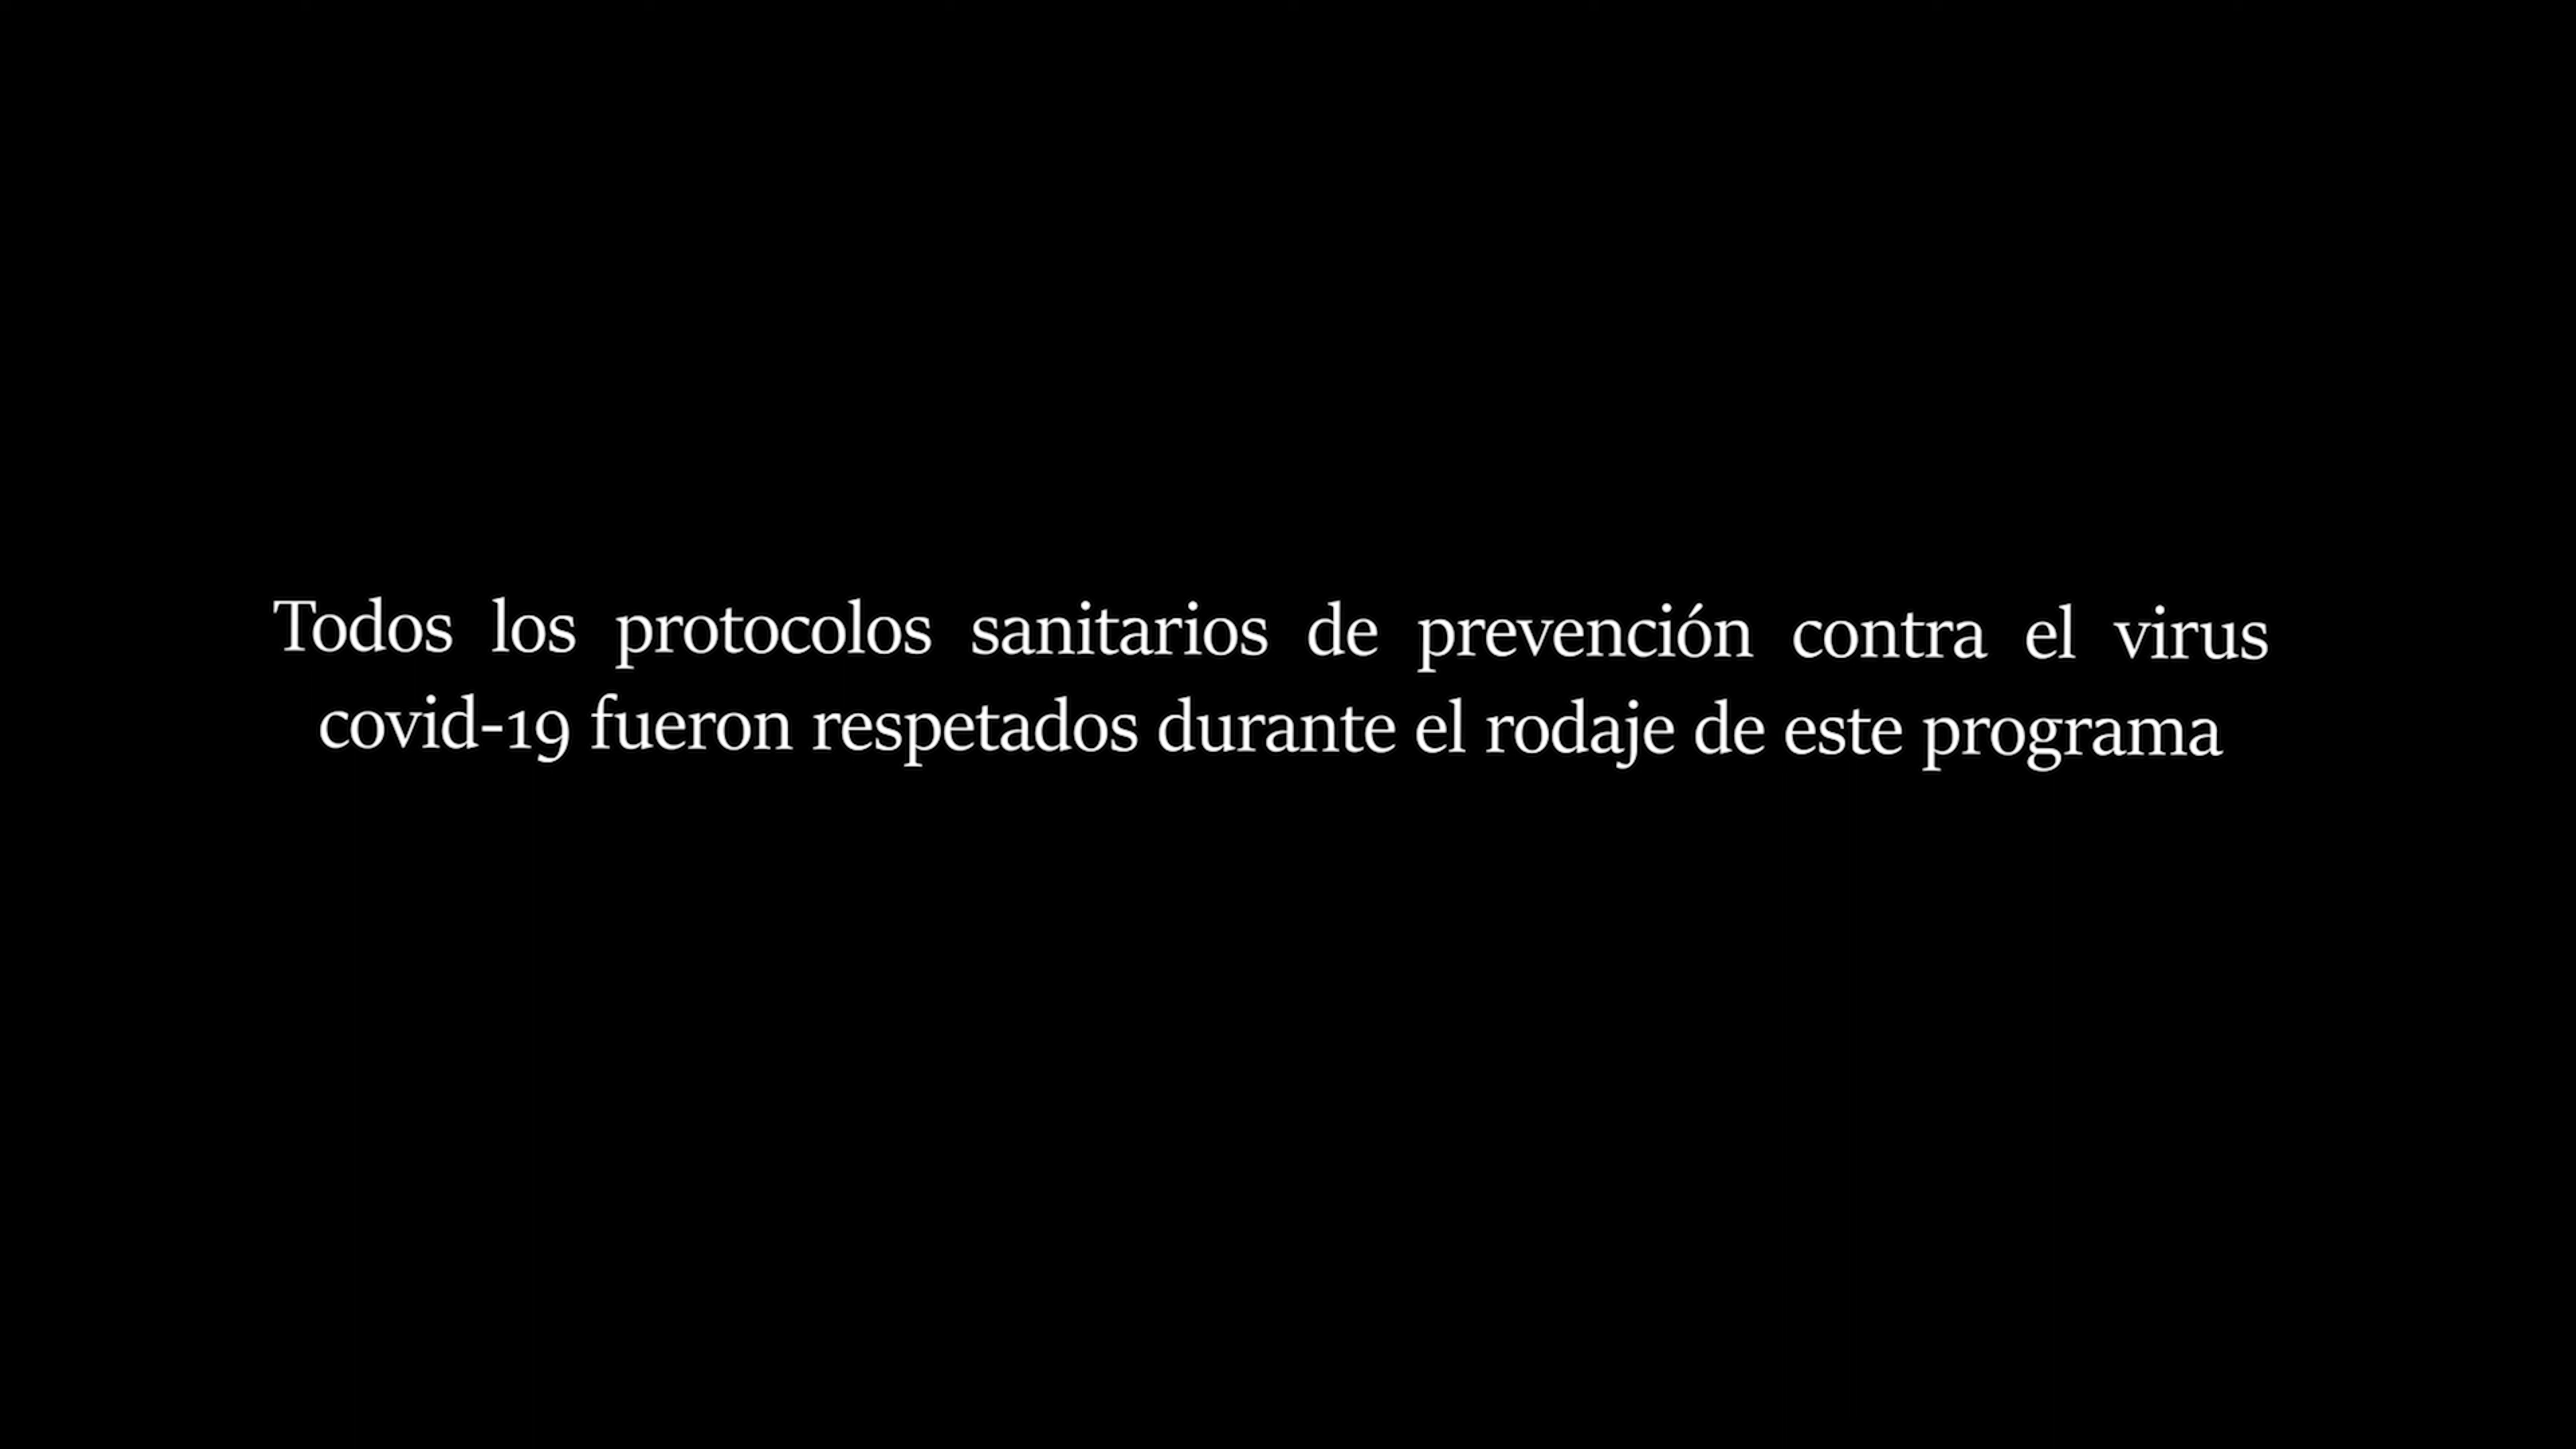 Todos los protocolos sanitarios de prevención contra el virus
covid-19 fueron respetados durante el rodaje de este programa